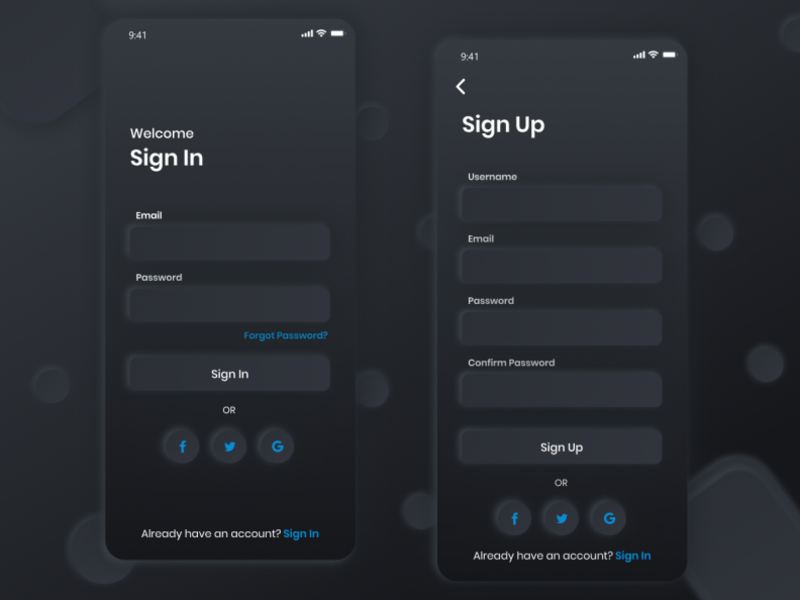 9:41
Welcome
Sign In
Email
Password
Forgot Password?
Sign In
OR
f
G
Already have an account? Sign In
9:41
Sign Up
Username
Email
Password
Confirm Password
Sign Up
OR
f
G
Already have an account? Sign In